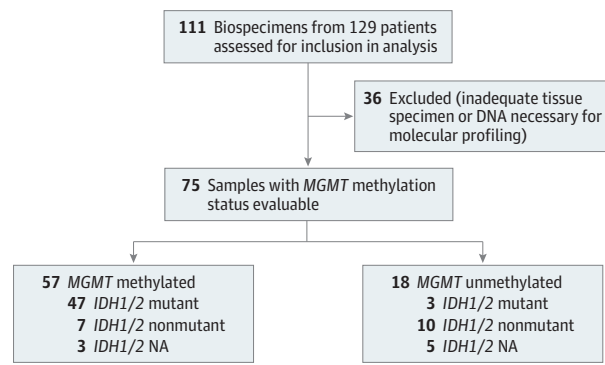 111 Biospecimens from 129 patients
assessed for inclusion in analysis
36 Excluded (inadequate tissue
specimen or DNA necessary for
molecular profiling)
75 Samples with MGMT methylation
status evaluable
57 MGMT methylated
47 IDH1/2 mutant
7 IDH1/2 nonmutant
3 IDH1/2 NA
18 MGMT unmethylated
3 IDH1/2 mutant
10 IDH1/2 nonmutant
5 IDH1/2 NA